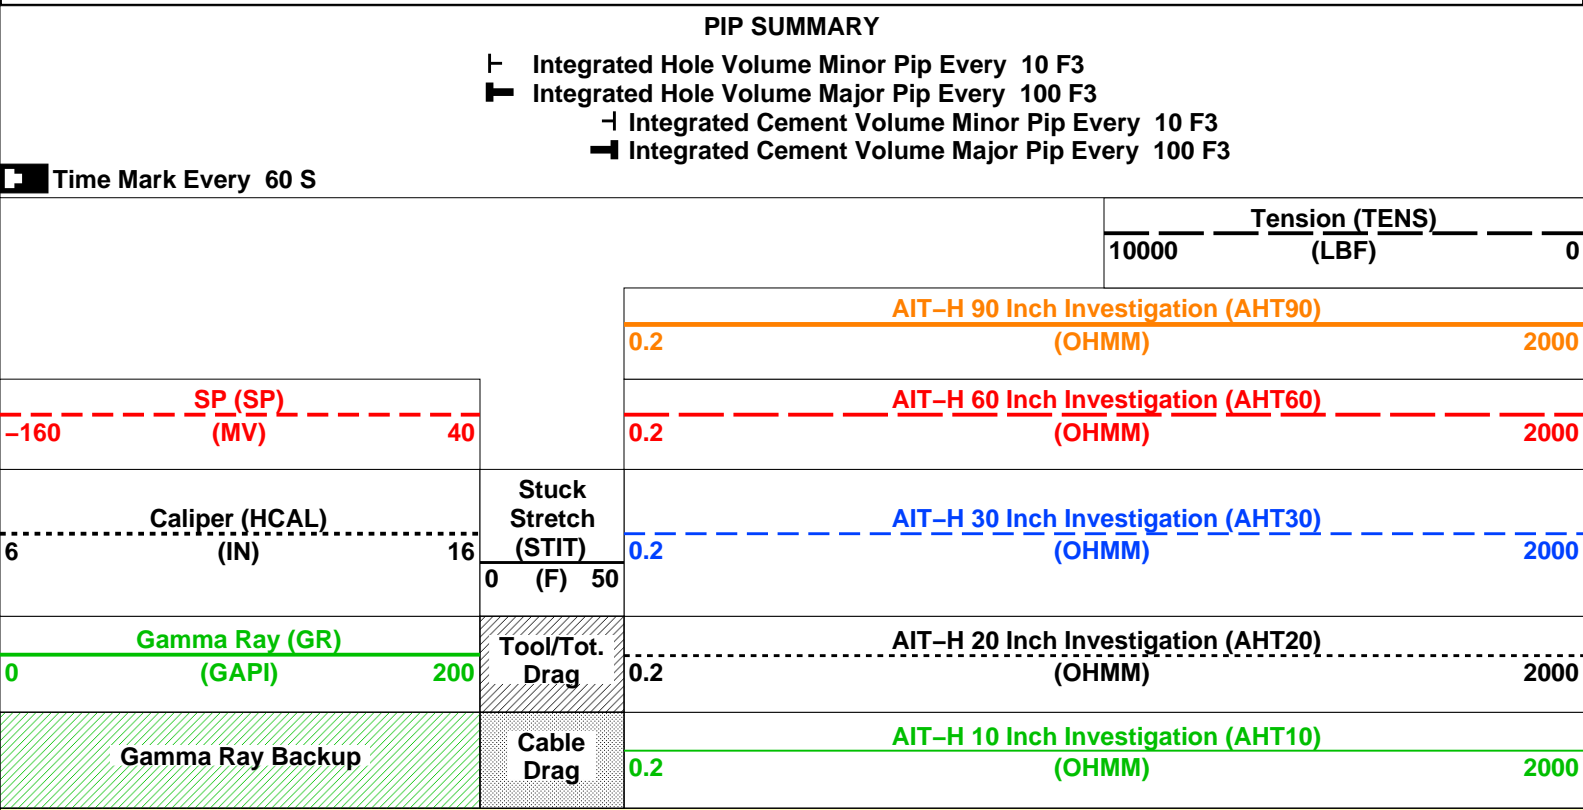 PIP SUMMARY
Integrated Hole Volume Minor Pip Every 10 F3
Integrated Hole Volume Major Pip Every 100 F3
Integrated Cement Volume Minor Pip Every 10 F3
Integrated Cement Volume Major Pip Every 100 F3
Time Mark Every 60 S
Tension (TENS)
10000 (LBF) 0
AIT−H 90 Inch Investigation (AHT90)
0.2 (OHMM) 2000
SP (SP)
−160 (MV) 40
AIT−H 60 Inch Investigation (AHT60)
0.2 (OHMM) 2000
Caliper (HCAL)
6 (IN) 16
Stuck
Stretch
(STIT)
0 (F) 50
AIT−H 30 Inch Investigation (AHT30)
0.2 (OHMM) 2000
Gamma Ray (GR)
0 (GAPI) 200
Tool/Tot.
Drag
AIT−H 20 Inch Investigation (AHT20)
0.2 (OHMM) 2000
Gamma Ray Backup
Cable
Drag
AIT−H 10 Inch Investigation (AHT10)
0.2 (OHMM) 2000